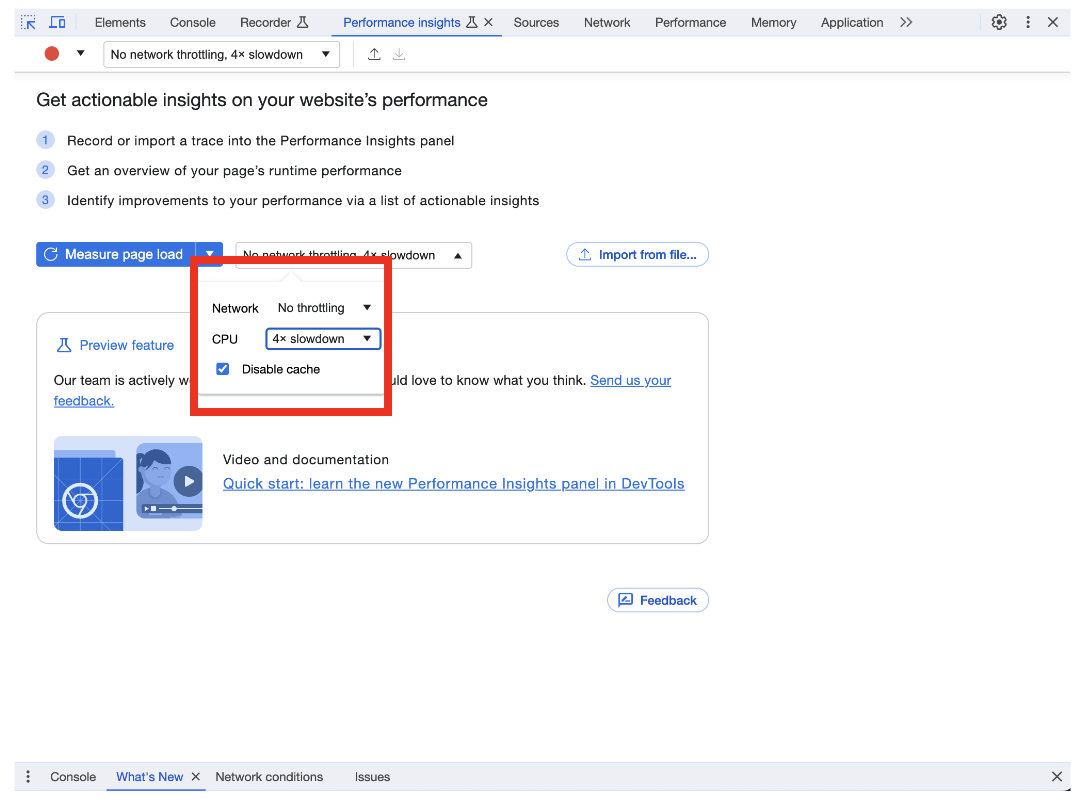 Elements Console Recorder Performance insights Sources Network Performance Memory Application
No network throttling, 4× slowdown
Get actionable insights on your website's performance
1 Record or import a trace into the Performance Insights panel
2 Get an overview of your page's runtime performance
3 Identify improvements to your performance via a list of actionable insights
Measure page load No network throttling, 4× slowdown Import from file...
Network No throttling
CPU 4× slowdown
Disable cache
Preview feature
Our team is actively love to know what you think. Send us your
feedback.
Video and documentation
Quick start: learn the new Performance Insights panel in DevTools
Feedback
Console What's New Network conditions Issues